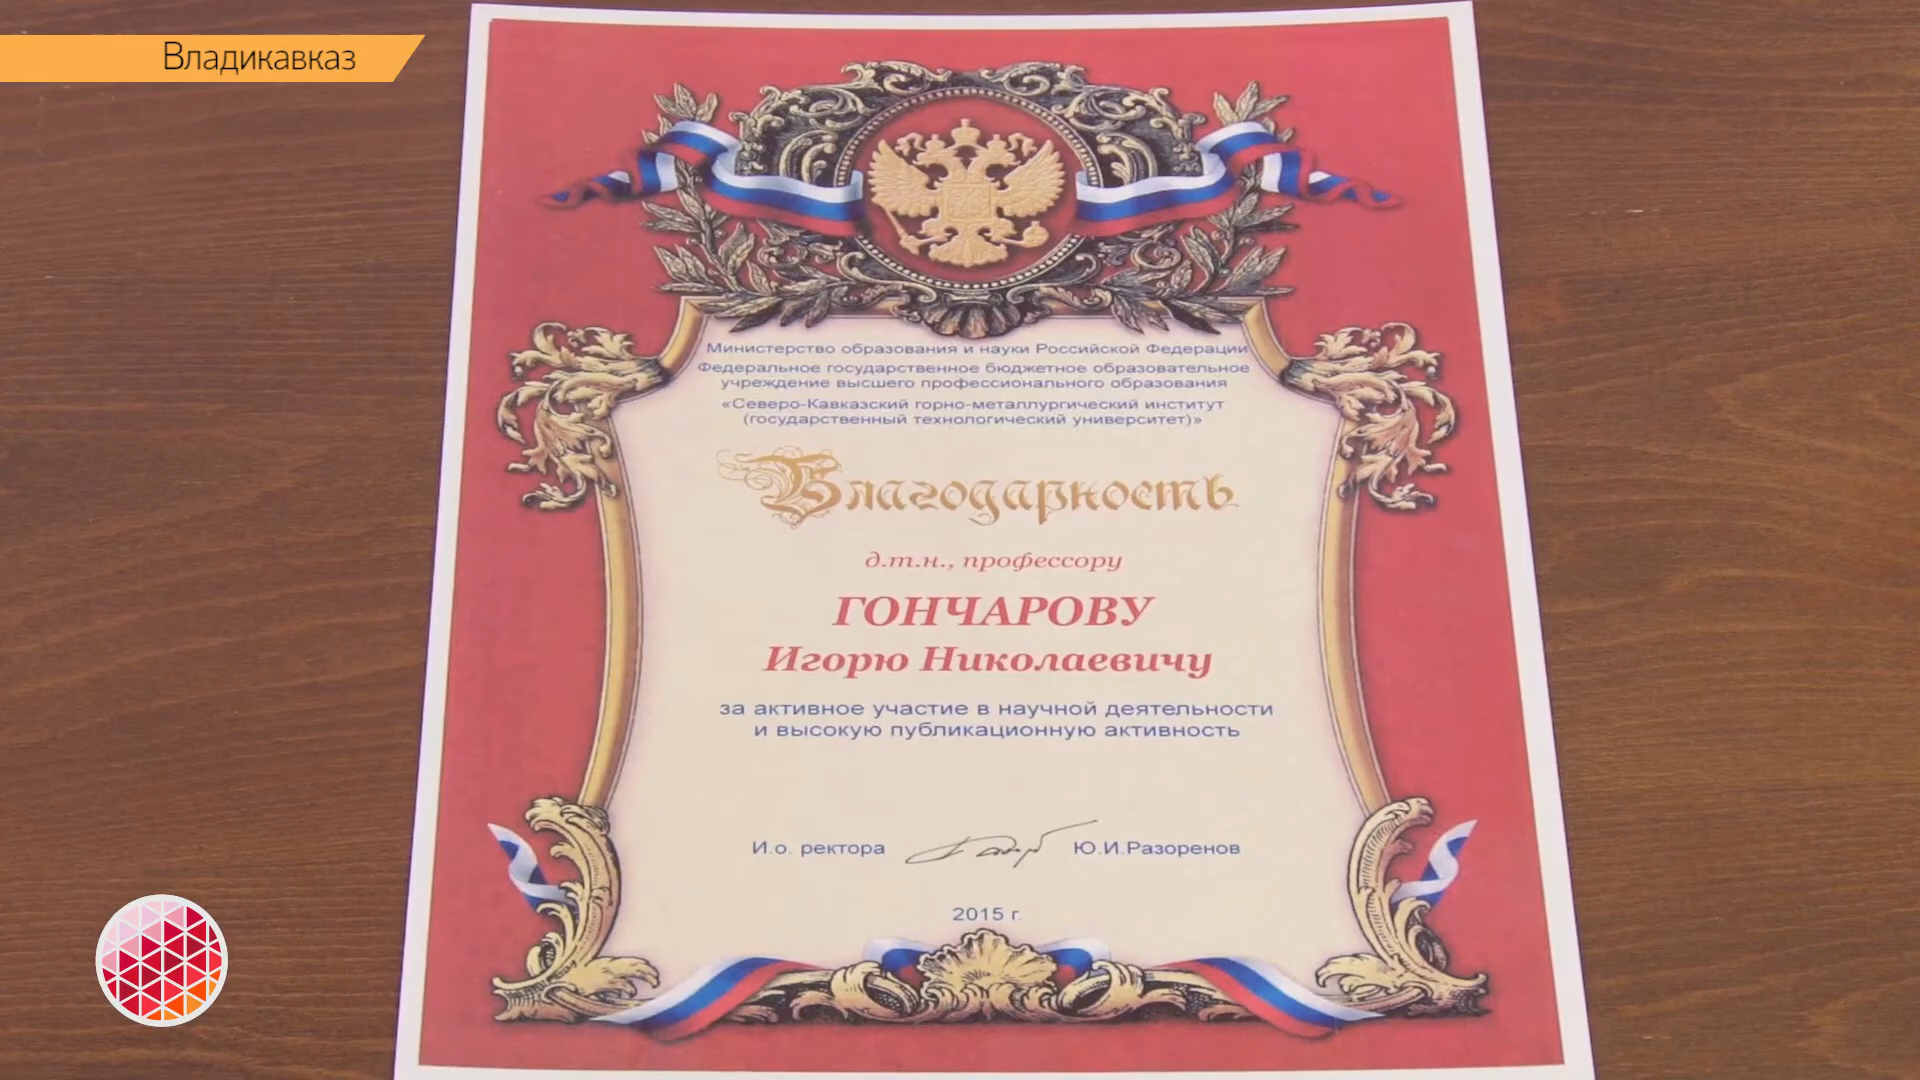 Владикавказ
Министерство образования и науки Российской Федерации
Федеральное государственное бюджетное образовательное
учреждение высшего профессионального образования
«Северо-Кавказский горно-металлургический институт
(государственный технологический университет)»
Благодарность
д.т.н., профессору
ГОНЧАРОВУ
Игорю Николаевичу
за активное участие в научной деятельности
и высокую публикационную активность
И.о. ректора Ю.И.Разоренов
2015 г.